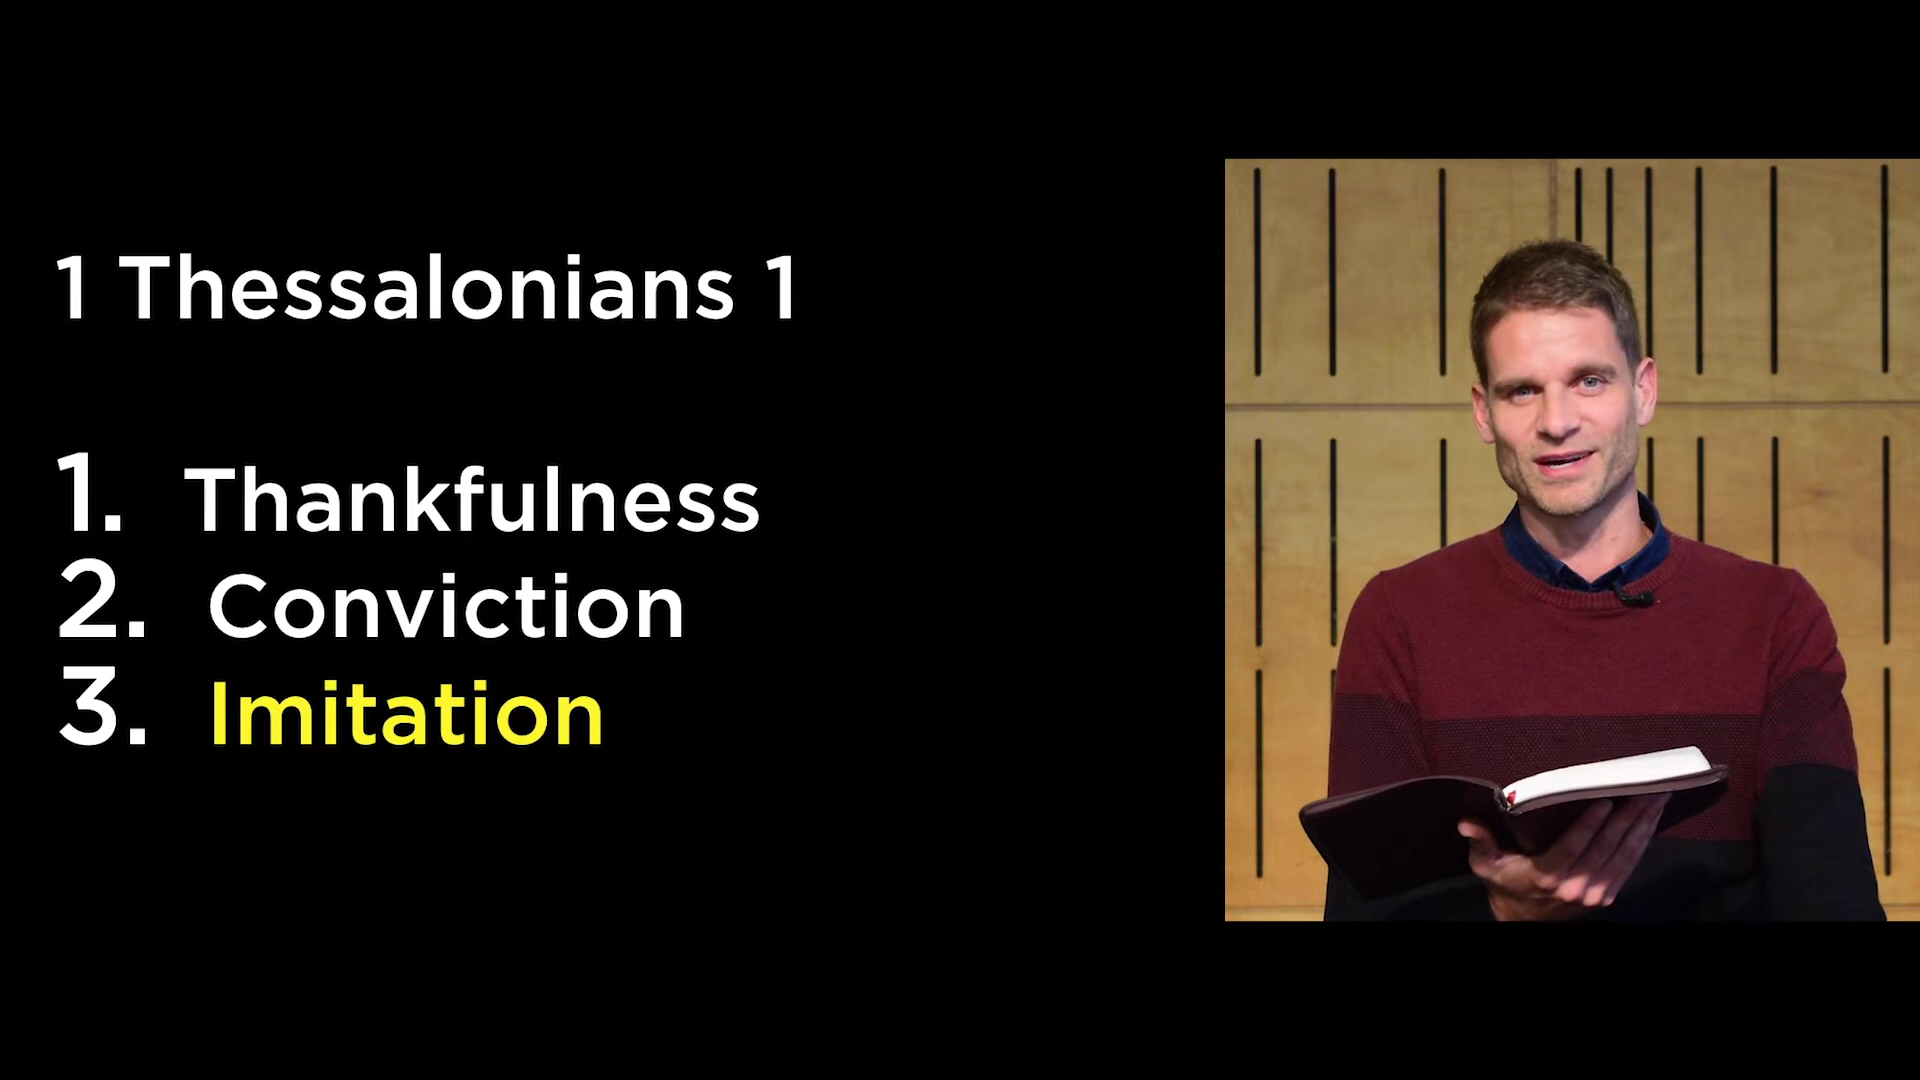 1 Thessalonians 1
1. Thankfulness
2. Conviction
3. Imitation